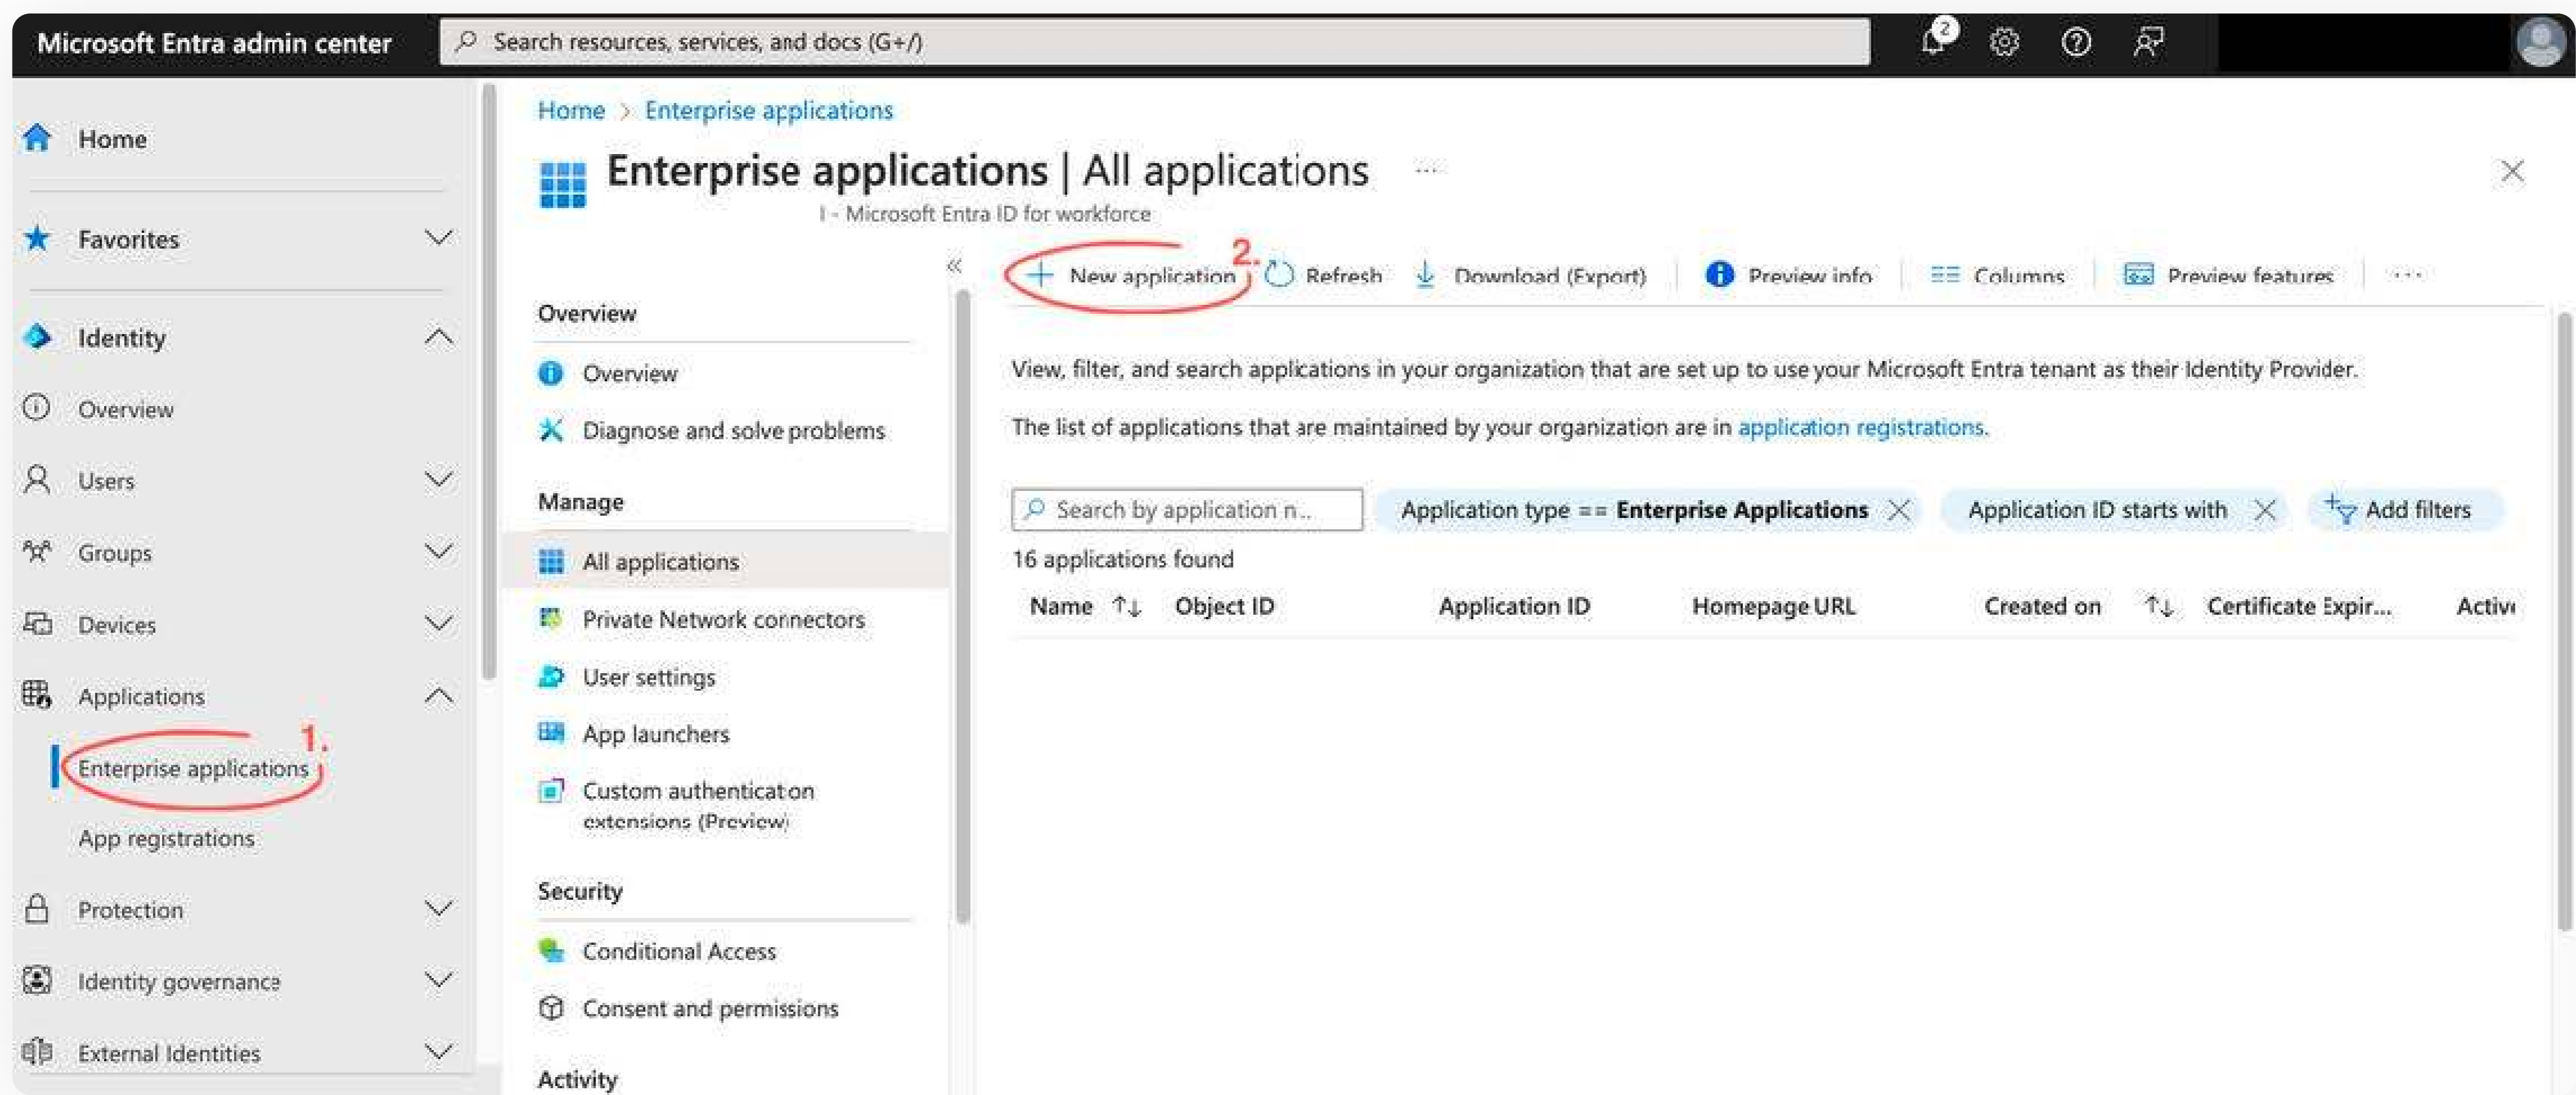 Microsoft Entra admin center
Search resources, services, and docs (G+/)
2
Home
Favorites
Identity
Overview
Users
Groups
Devices
Applications
1.
Enterprise applications
App registrations
Protection
Identity governance
External Identities
Home > Enterprise applications
Enterprise applications | All applications ...
- Microsoft Entra ID for workforce
Overview
Overview
Diagnose and solve problems
Manage
All applications
Private Network connectors
User settings
App launchers
Custom authentication
extensions (Preview)
Security
Conditional Access
Consent and permissions
Activity
2.
+ New application Refresh Download (Export) Preview info Columns Preview features ...
View, filter, and search applications in your organization that are set up to use your Microsoft Entra tenant as their Identity Provider.
The list of applications that are maintained by your organization are in application registrations.
Search by application n... Application type == Enterprise Applications Application ID starts with Add filters
16 applications found
Name Object ID Application ID Homepage URL Created on Certificate Expir... Activ